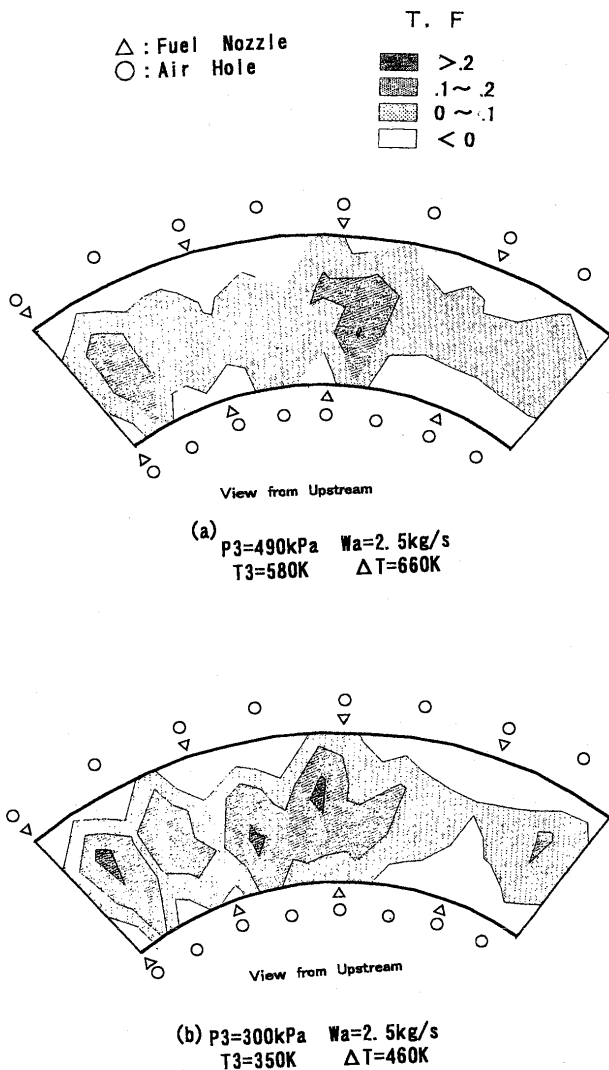 T. F
△ : Fuel Nozzle
○ : Air Hole
>.2
.1~.2
0~.1
<0
View from Upstream
(a)
P3=490kPa Wa=2.5kg/s
T3=580K ΔT=660K
View from Upstream
(b) P3=300kPa Wa=2.5kg/s
T3=350K ΔT=460K